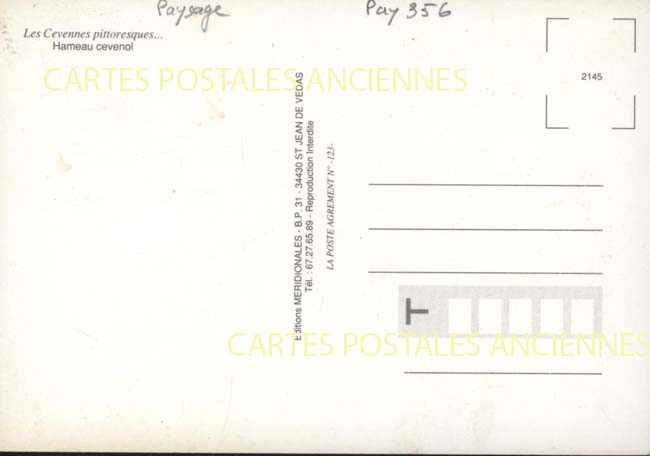 Paysage
Pay 356
Les Cevennes pittoresques...
Hameau cevenol
2145
CARTES POSTALES ANCIENNES
Editions MERIDIONALES - B.P. 31 - 34430 ST JEAN DE VEDAS
Tél. : 67.27.65.89 - Reproduction Interdite
LA POSTE AGREMENT N° -123-
T
CARTES POSTALES ANCIENNES